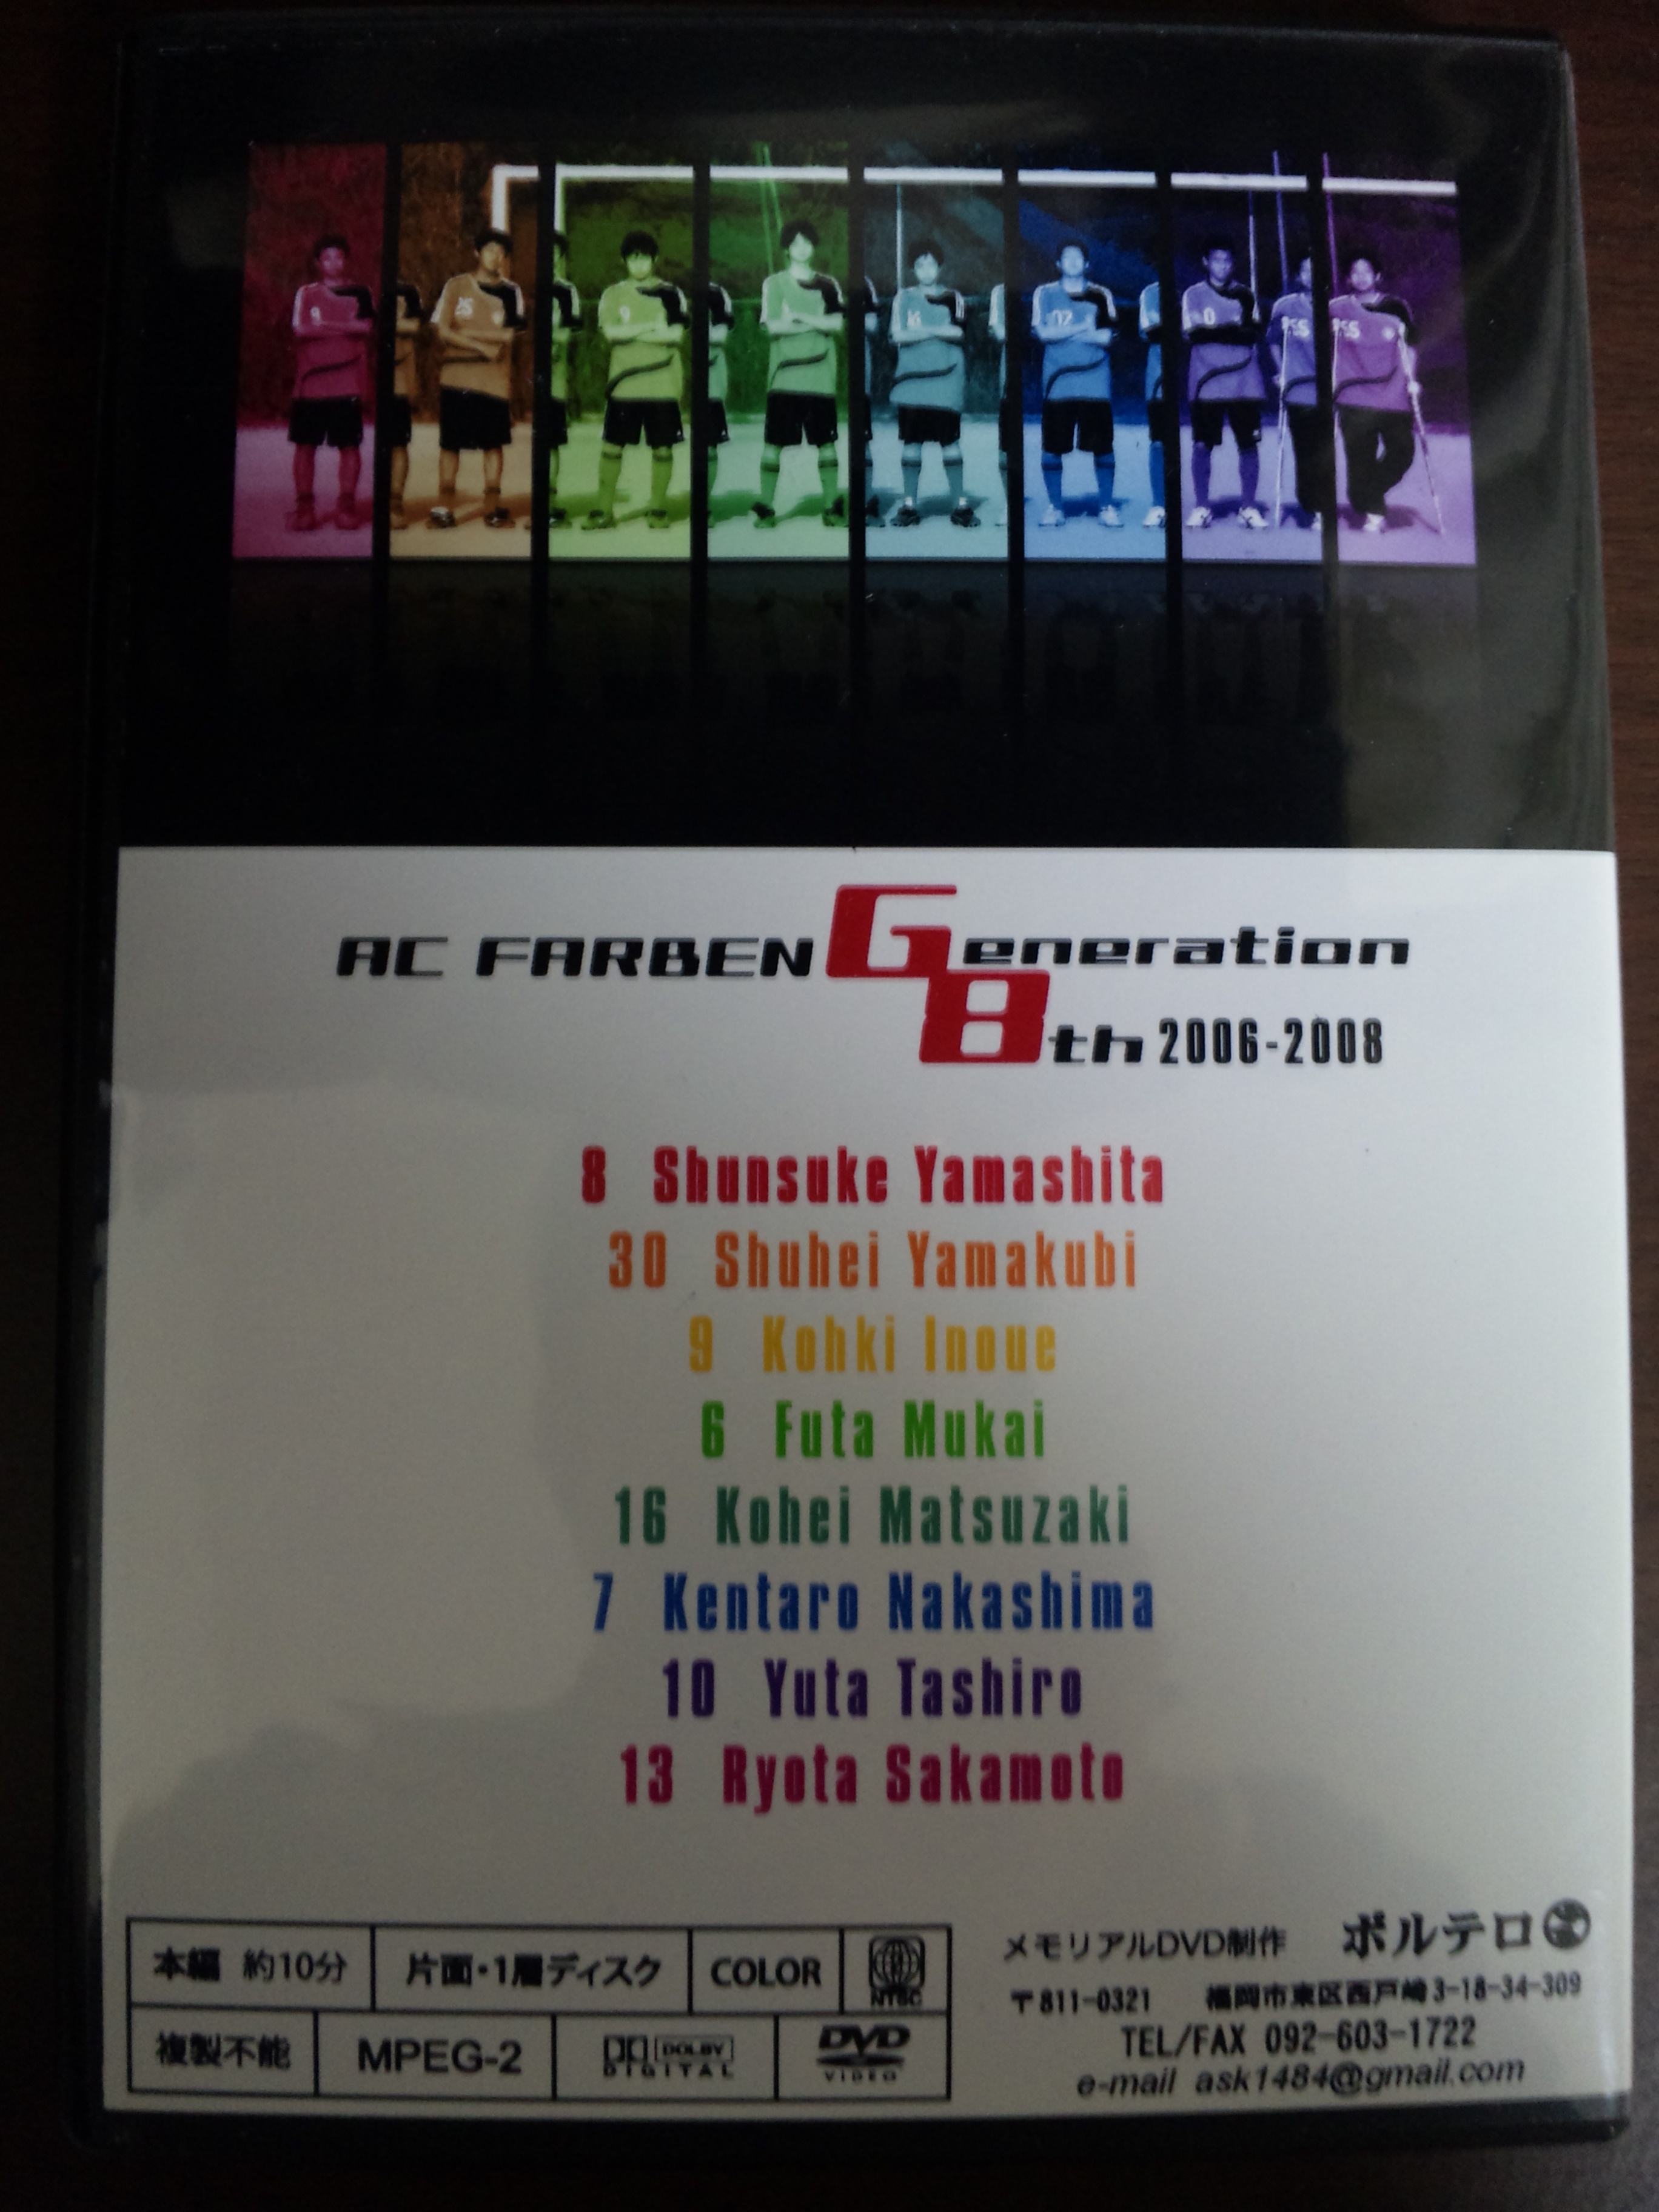 AC FARBEN Generation
8th 2006-2008
8 Shunsuke Yamashita
30 Shuhei Yamakubi
9 Kohki Inoue
6 Futa Mukai
16 Kohei Matsuzaki
7 Kentaro Nakashima
10 Yuta Tashiro
13 Ryota Sakamoto
本編 約10分 片面・1層ディスク COLOR NTSC
複製不能 MPEG-2 DOLBY DIGITAL DVD VIDEO
メモリアルDVD制作 ボルテロ
〒811-0321 福岡市東区西戸崎3-18-34-309
TEL/FAX 092-603-1722
e-mail ask1484@gmail.com